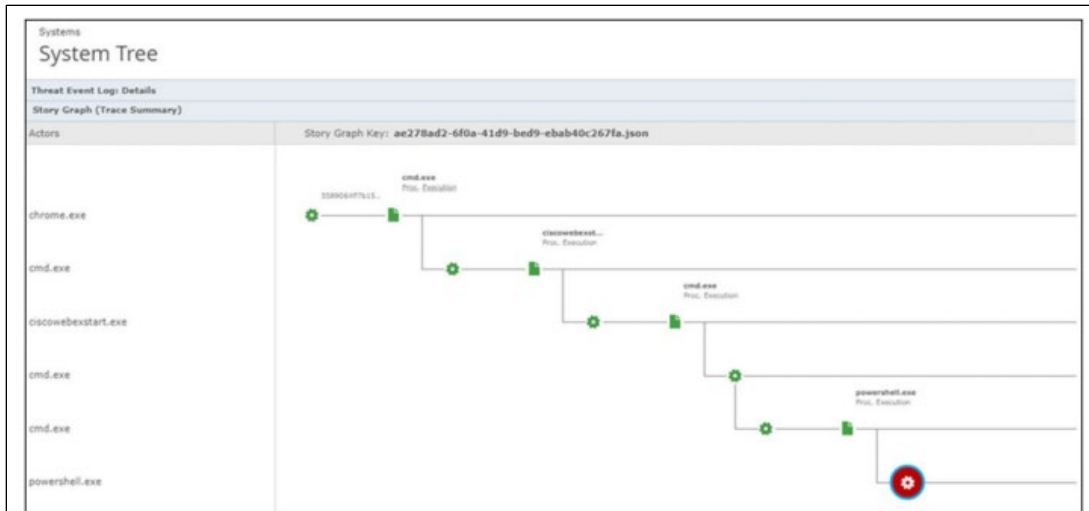 Systems
System Tree
Threat Event Log: Details
Story Graph (Trace Summary)
Actors
Story Graph Key: ae278ad2-6f0a-41d9-bed9-ebab40c267fa.json
cmd.exe
Proc. Execution
chrome.exe
ciscowebexst...
Proc. Execution
cmd.exe
cmd.exe
Proc. Execution
ciscowebexstart.exe
cmd.exe
powershell.exe
Proc. Execution
cmd.exe
powershell.exe